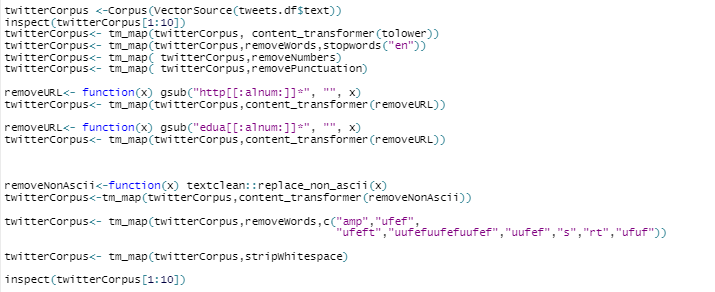 twitterCorpus <-Corpus(VectorSource(tweets.df$text))
inspect(twitterCorpus[1:10])
twitterCorpus<- tm_map(twitterCorpus, content_transformer(tolower))
twitterCorpus<- tm_map(twitterCorpus,removeWords,stopwords("en"))
twitterCorpus<- tm_map( twitterCorpus,removeNumbers)
twitterCorpus<- tm_map( twitterCorpus,removePunctuation)
removeURL<- function(x) gsub("http[[:alnum:]]*", "", x)
twitterCorpus<- tm_map(twitterCorpus,content_transformer(removeURL))
removeURL<- function(x) gsub("edua[[:alnum:]]*", "", x)
twitterCorpus<- tm_map(twitterCorpus,content_transformer(removeURL))
removeNonAscii<-function(x) textclean::replace_non_ascii(x)
twitterCorpus<-tm_map(twitterCorpus,content_transformer(removeNonAscii))
twitterCorpus<- tm_map(twitterCorpus,removeWords,c("amp","ufef",
"ufeft","uufefuufefuufef","uufef","s","rt","ufuf"))
twitterCorpus<- tm_map(twitterCorpus,stripWhitespace)
inspect(twitterCorpus[1:10])